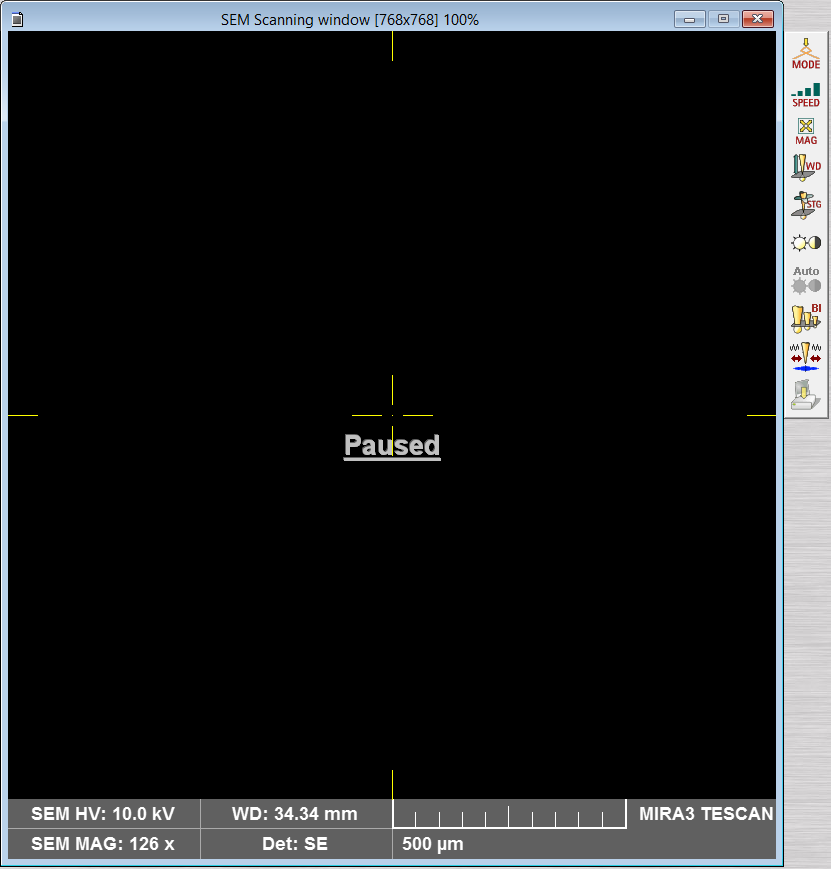 SEM Scanning window [768x768] 100%
MODE
SPEED
MAG
WD
STG
Auto
BI
Paused
SEM HV: 10.0 kV
WD: 34.34 mm
MIRA3 TESCAN
SEM MAG: 126 x
Det: SE
500 µm